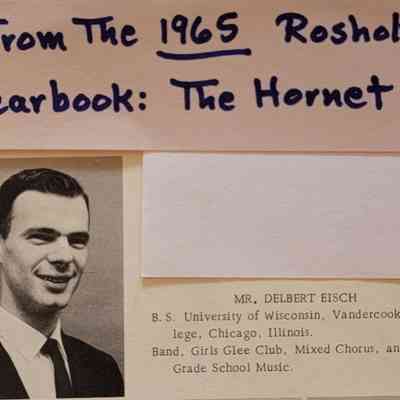 From The 1965 Roshol
earbook: The Hornet
MR. DELBERT EISCH
B. S. University of Wisconsin, Vandercook
lege, Chicago, Illinois.
Band, Girls Glee Club, Mixed Chorus, an
Grade School Music.